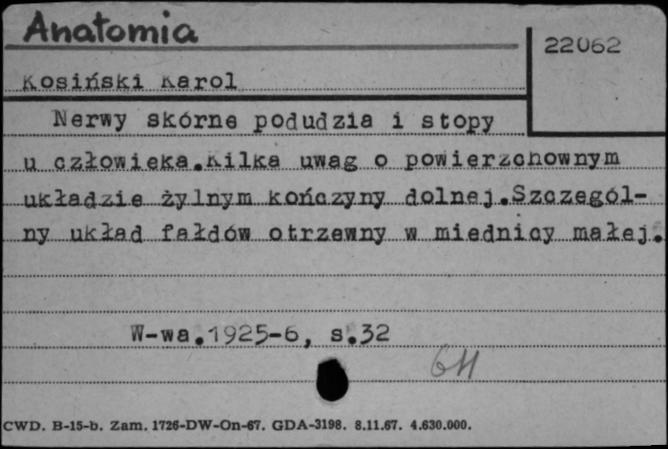 Anatomia
22062
Kosiński Karol
Nerwy skórne podudzia i stopy
u człowieka.Kilka uwag o powierzchownym
układzie żylnym kończyny dolnej.Szczegól-
ny układ fałdów otrzewny w miednicy małej.
W-wa.1925-6, s.32
CWD. B-15-b. Zam. 1726-DW-On-67. GDA-3198. 8.11.67. 4.630.000.